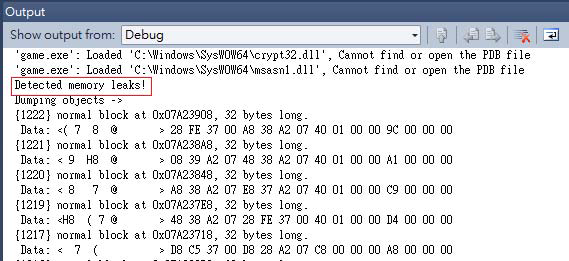 Output
Show output from: Debug
'game.exe': Loaded 'C:\Windows\SysWOW64\crypt32.dll', Cannot find or open the PDB file
'game.exe': Loaded 'C:\Windows\SysWOW64\msasn1.dll', Cannot find or open the PDB file
Detected memory leaks!
Dumping objects ->
{1222} normal block at 0x07A23908, 32 bytes long.
Data: <( 7 8 @ > 28 FE 37 00 A8 38 A2 07 40 01 00 00 9C 00 00 00
{1221} normal block at 0x07A238A8, 32 bytes long.
Data: < 9 H8 @ > 08 39 A2 07 48 38 A2 07 40 01 00 00 A1 00 00 00
{1220} normal block at 0x07A23848, 32 bytes long.
Data: < 8 7 @ > A8 38 A2 07 E8 37 A2 07 40 01 00 00 C9 00 00 00
{1219} normal block at 0x07A237E8, 32 bytes long.
Data: <H8 ( 7 @ > 48 38 A2 07 28 FE 37 00 40 01 00 00 D4 00 00 00
{1217} normal block at 0x07A23718, 32 bytes long.
Data: < 7 ( > D8 C5 37 00 D8 28 A2 07 C8 00 00 00 A8 00 00 00